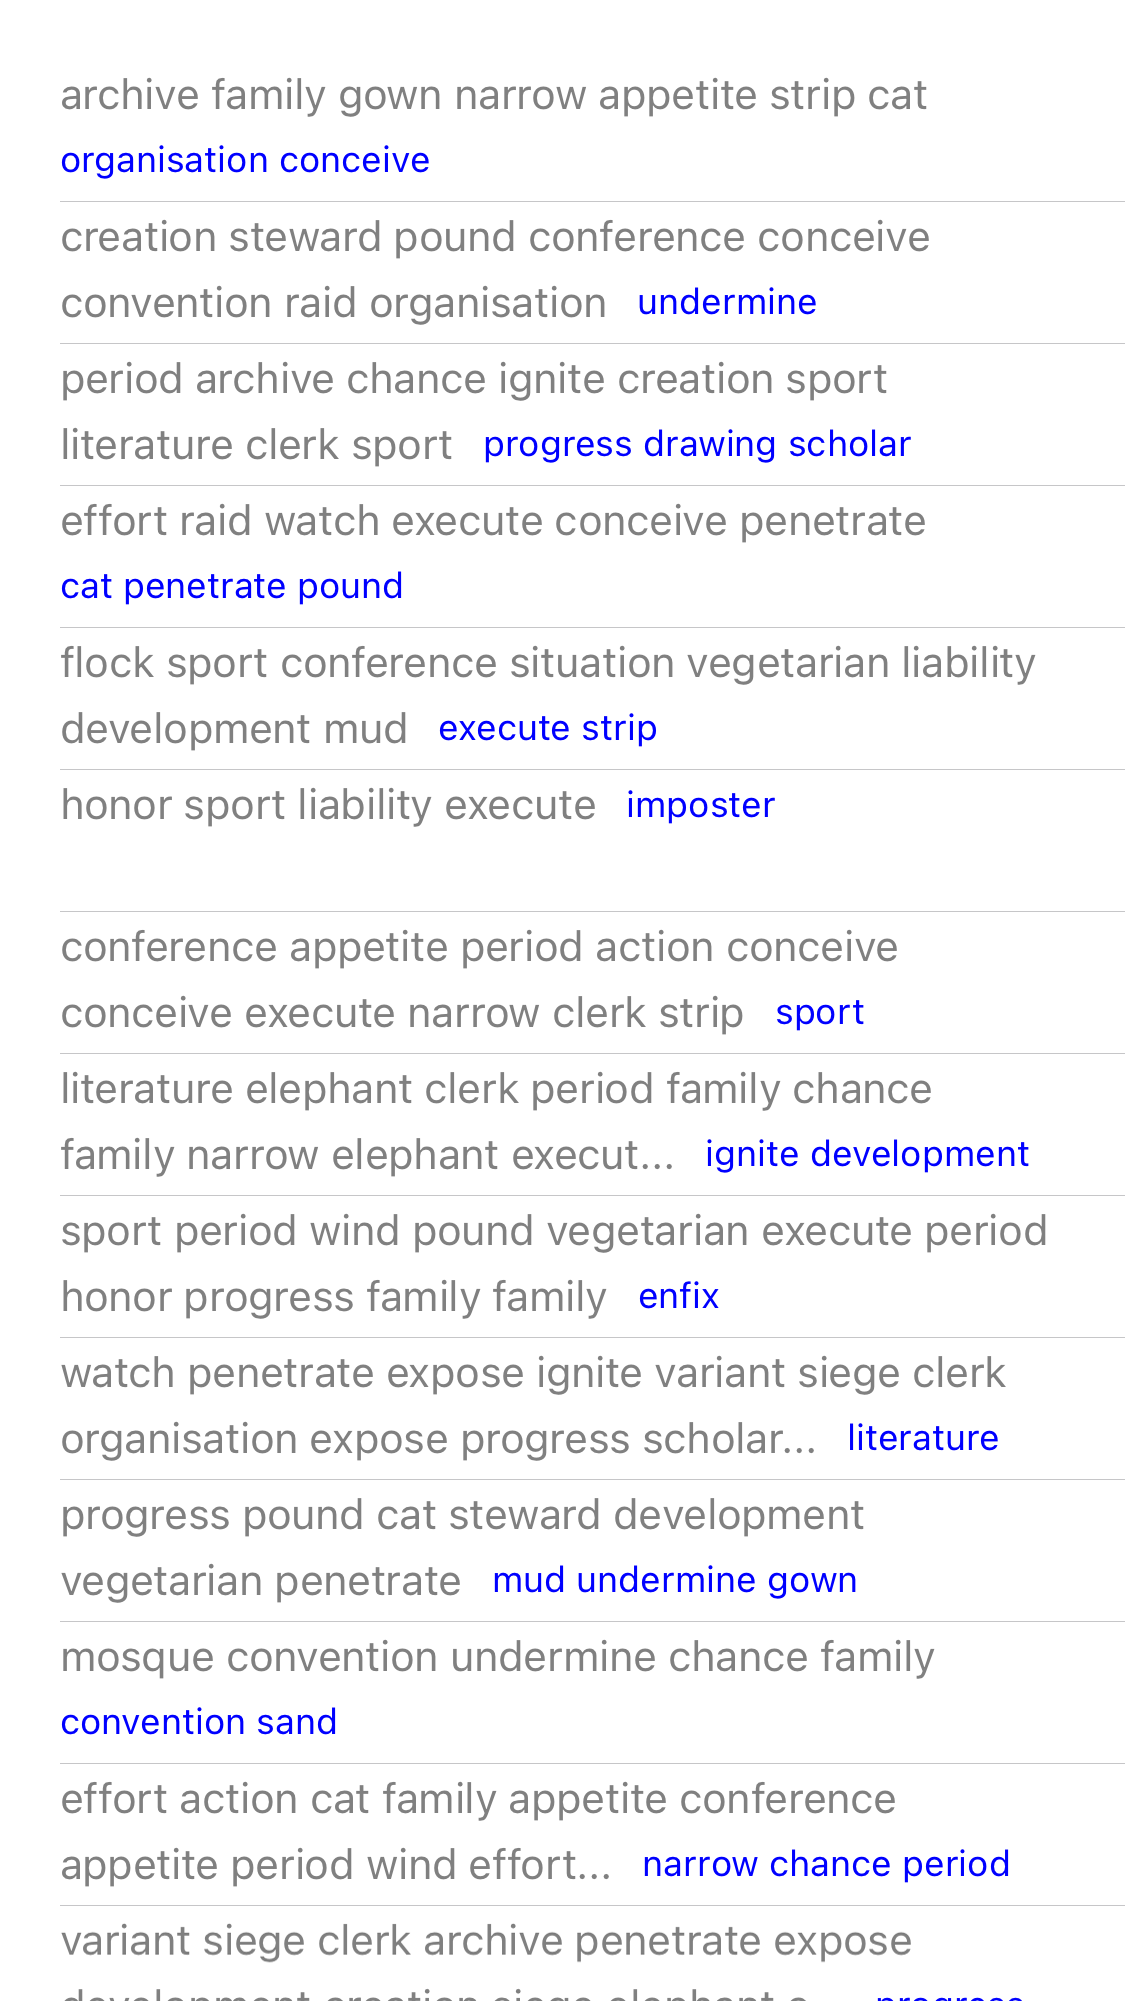 archive family gown narrow appetite strip cat
organisation conceive
creation steward pound conference conceive
convention raid organisation undermine
period archive chance ignite creation sport
literature clerk sport progress drawing scholar
effort raid watch execute conceive penetrate
cat penetrate pound
flock sport conference situation vegetarian liability
development mud execute strip
honor sport liability execute imposter
conference appetite period action conceive
conceive execute narrow clerk strip sport
literature elephant clerk period family chance
family narrow elephant execut... ignite development
sport period wind pound vegetarian execute period
honor progress family family enfix
watch penetrate expose ignite variant siege clerk
organisation expose progress scholar... literature
progress pound cat steward development
vegetarian penetrate mud undermine gown
mosque convention undermine chance family
convention sand
effort action cat family appetite conference
appetite period wind effort... narrow chance period
variant siege clerk archive penetrate expose
development creation siege elephant e... progress